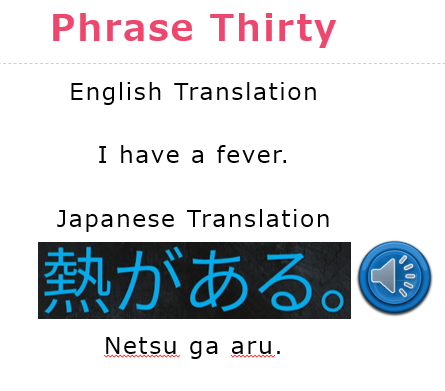 Phrase Thirty
English Translation
I have a fever.
Japanese Translation
熱がある。
Netsu ga aru.